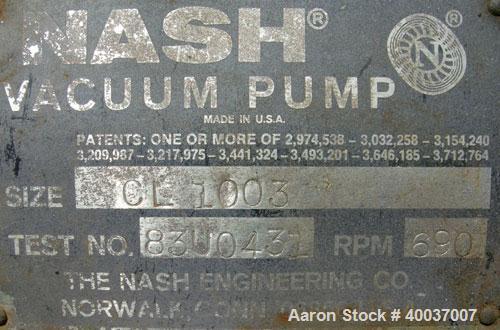 NASH®
N ®
VACUUM PUMP
MADE IN U.S.A.
PATENTS: ONE OR MORE OF 2,974,538 - 3,032,258 - 3,154,240
3,209,987 - 3,217,975 - 3,441,324 - 3,493,201 - 3,646,185 - 3,712,764
SIZE CL 1003
TEST NO. 83U0431 RPM 690
THE NASH ENGINEERING CO.
NORWALK, CONN
Aaron Stock # 40037007